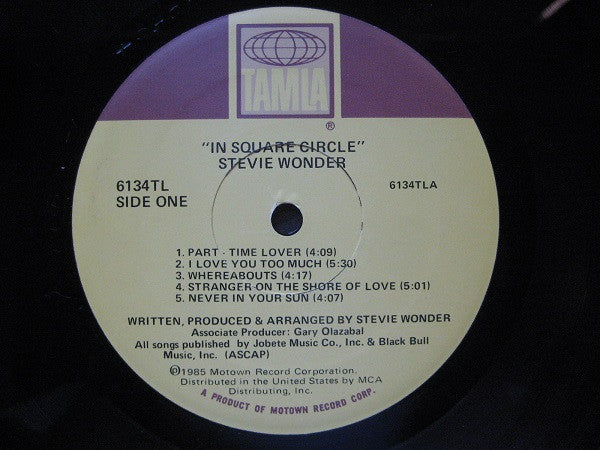 TAMLA
®
"IN SQUARE CIRCLE"
STEVIE WONDER
6134TL
SIDE ONE
6134TLA
1. PART - TIME LOVER (4:09)
2. I LOVE YOU TOO MUCH (5:30)
3. WHEREABOUTS (4:17)
4. STRANGER ON THE SHORE OF LOVE (5:01)
5. NEVER IN YOUR SUN (4:07)
WRITTEN, PRODUCED & ARRANGED BY STEVIE WONDER
Associate Producer: Gary Olazabal
All songs published by Jobete Music Co., Inc. & Black Bull
Music, Inc. (ASCAP)
℗1985 Motown Record Corporation.
Distributed in the United States by MCA
Distributing, Inc.
A PRODUCT OF MOTOWN RECORD CORP.